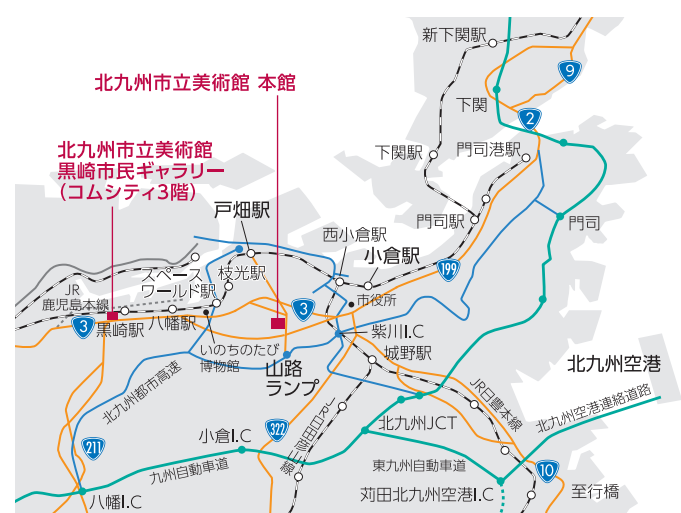 新下関駅
9
北九州市立美術館 本館
下関
2
北九州市立美術館
黒崎市民ギャラリー
(コムシティ3階)
下関駅
門司港駅
戸畑駅
門司駅
門司
西小倉駅
小倉駅
スペース
ワールド駅
枝光駅
199
JR
鹿児島本線
3
市役所
3
黒崎駅
八幡駅
紫川I.C
いのちのたび
博物館
城野駅
山路
ランプ
北九州空港
北九州都市高速
JR日豊本線
北九州空港連絡道路
JR日田彦山線
322
北九州JCT
211
小倉I.C
九州自動車道
東九州自動車道
10
八幡I.C
苅田北九州空港I.C
至行橋